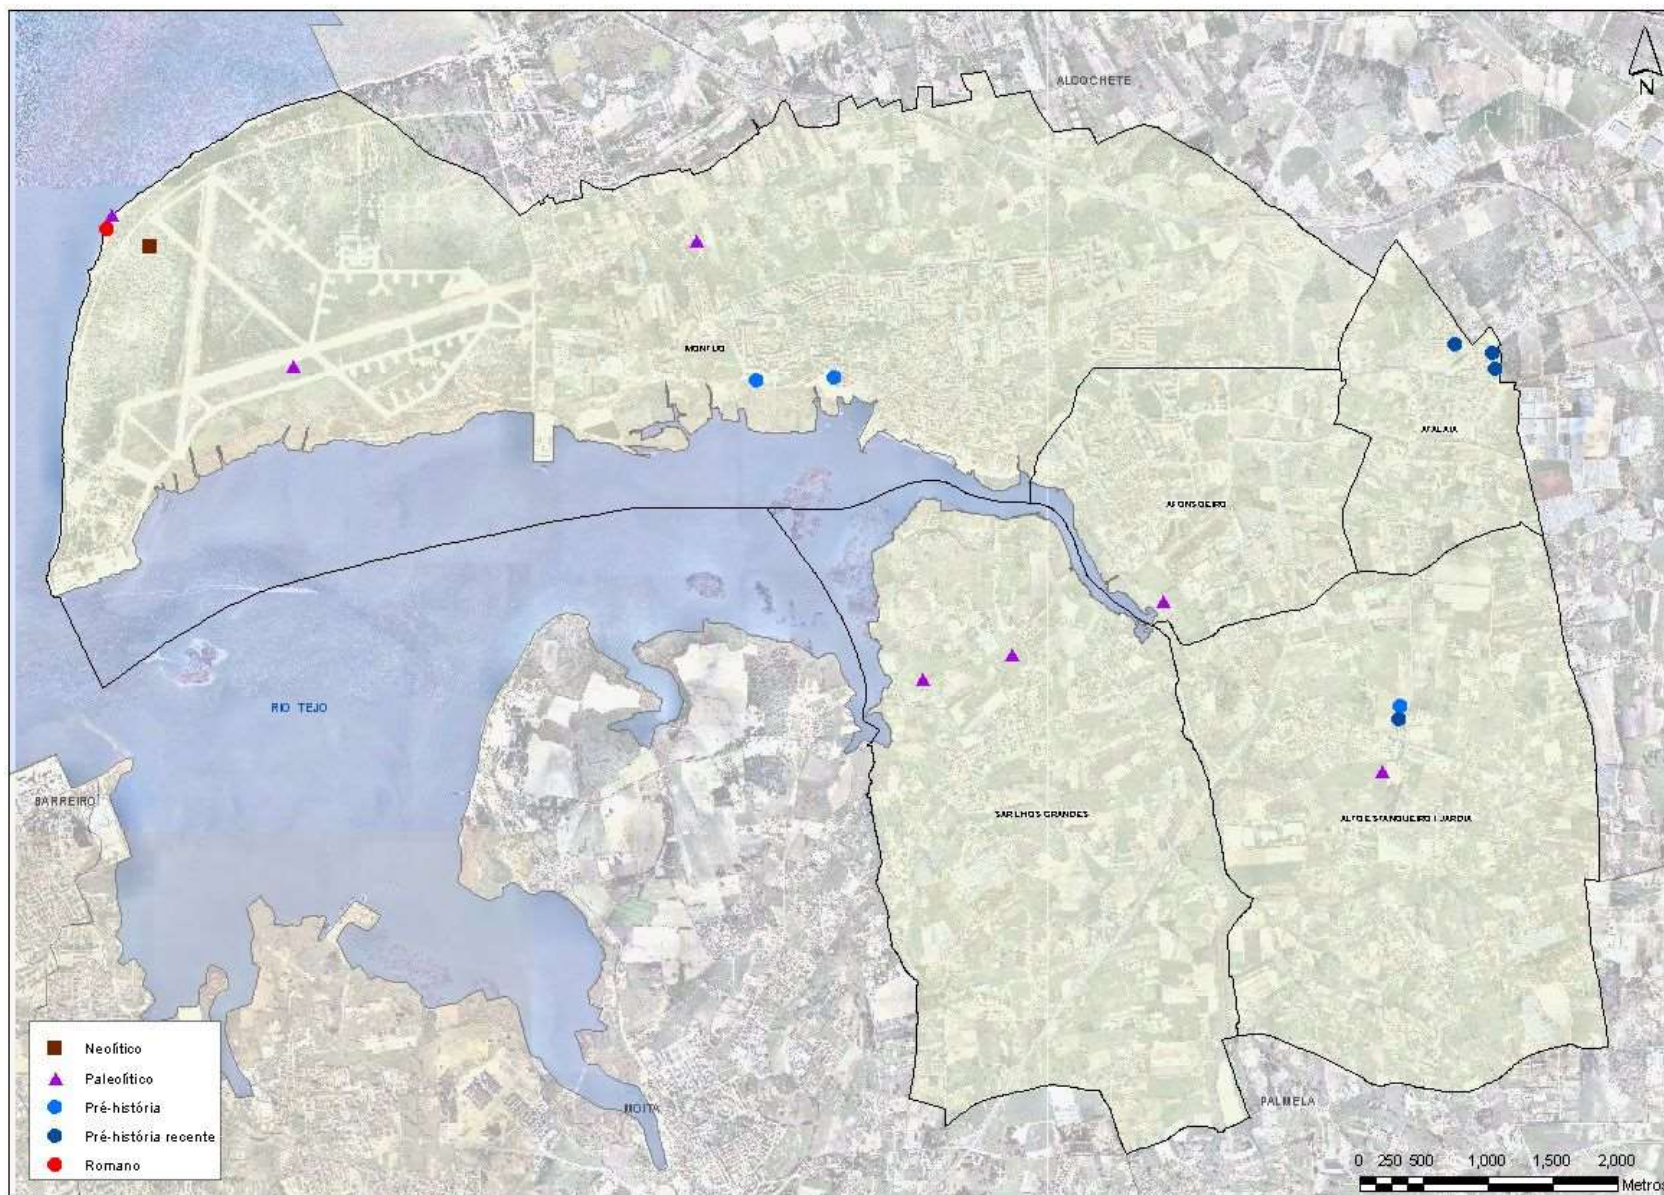 ALCOCHETE
N
MONTIJO
ATALAIA
AFONSOEIRO
RIO TEJO
BARREIRO
SARILHOS GRANDES
ALTO ESTANQUEIRO / JARDIA
Neolítico
Paleolítico
Pré-história
Pré-história recente
Romano
MOITA
PALMELA
0 250 500 1,000 1,500 2,000
Metros